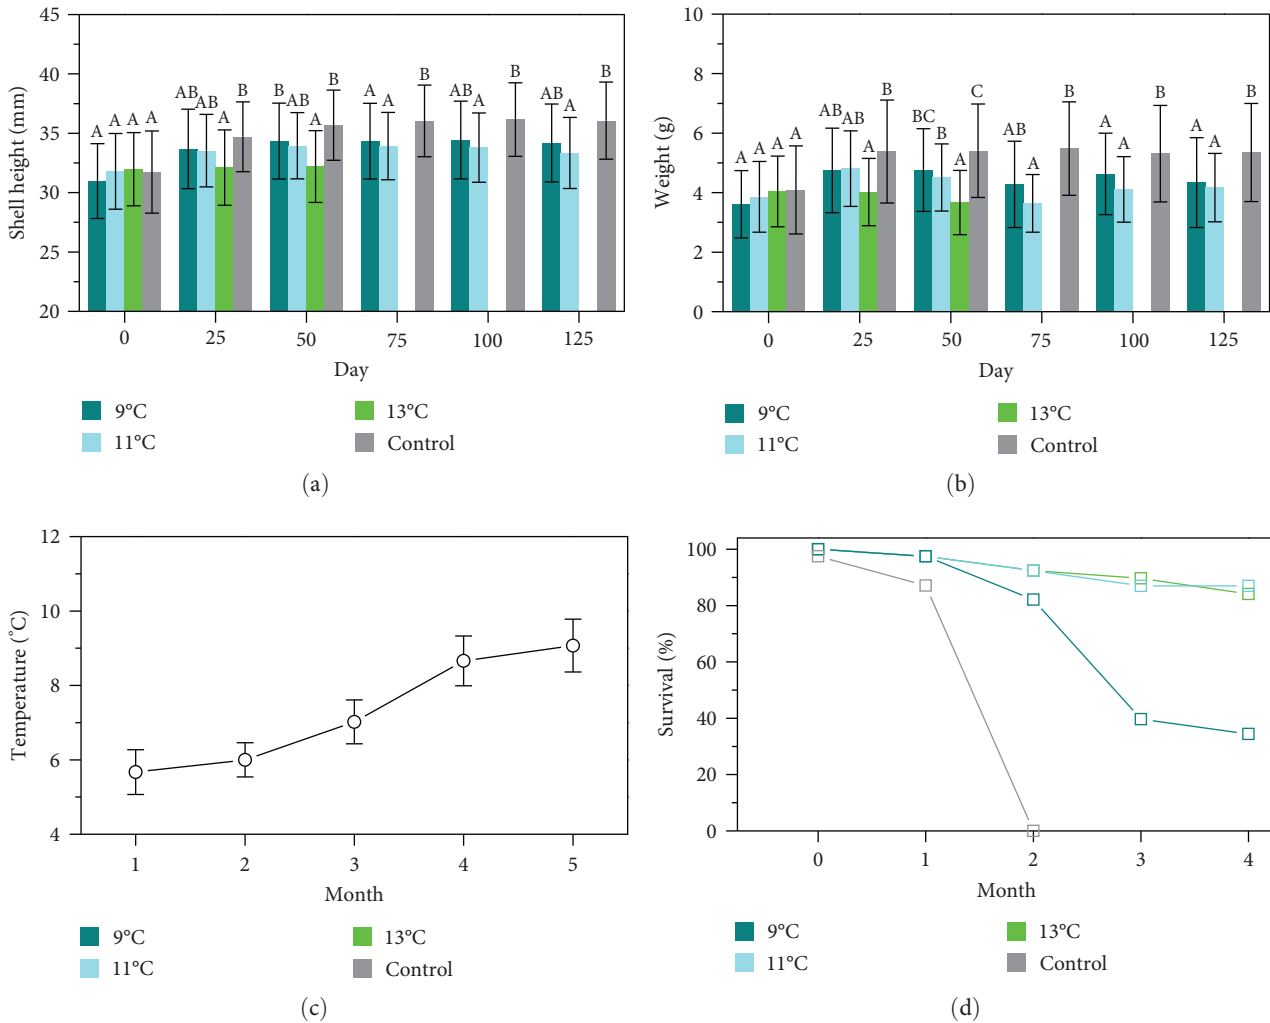 45
40
35
30
25
20
Shell height (mm)
A A A A
AB AB A B
B AB A B
A A B
AB A B
AB A B
0 25 50 75 100 125
Day
9°C
11°C
13°C
Control
(a)
10
8
6
4
2
0
Weight (g)
A A A A
AB AB A B
BC B A C
AB A B
A A B
AB A B
0 25 50 75 100 125
Day
9°C
11°C
13°C
Control
(b)
12
10
8
6
4
Temperature (°C)
1 2 3 4 5
Month
9°C
11°C
13°C
Control
(c)
100
80
60
40
20
0
Survival (%)
0 1 2 3 4
Month
9°C
11°C
13°C
Control
(d)